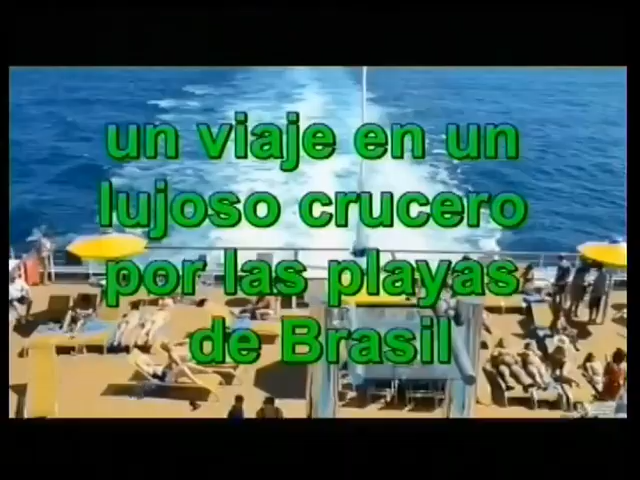 un viaje en un
lujoso crucero
por las playas
de Brasil